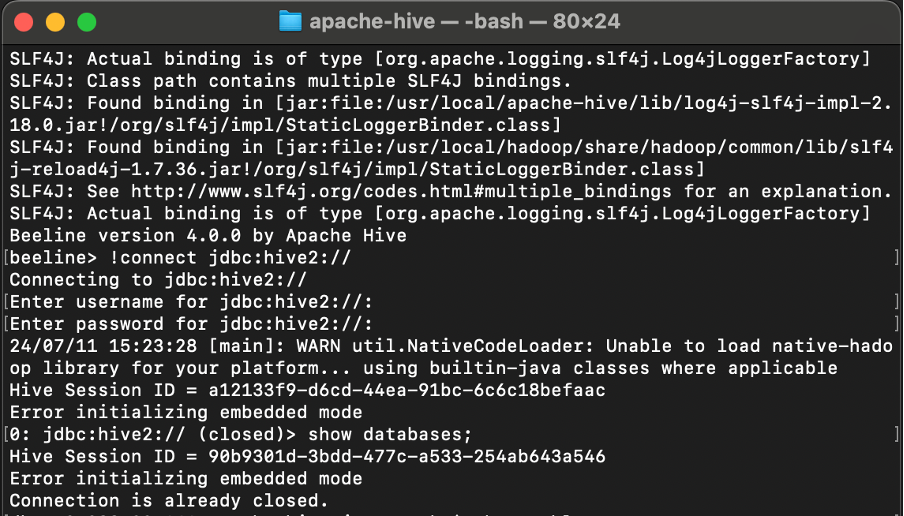 apache-hive — -bash — 80×24
SLF4J: Actual binding is of type [org.apache.logging.slf4j.Log4jLoggerFactory]
SLF4J: Class path contains multiple SLF4J bindings.
SLF4J: Found binding in [jar:file:/usr/local/apache-hive/lib/log4j-slf4j-impl-2.
18.0.jar!/org/slf4j/impl/StaticLoggerBinder.class]
SLF4J: Found binding in [jar:file:/usr/local/hadoop/share/hadoop/common/lib/slf4
j-reload4j-1.7.36.jar!/org/slf4j/impl/StaticLoggerBinder.class]
SLF4J: See http://www.slf4j.org/codes.html#multiple_bindings for an explanation.
SLF4J: Actual binding is of type [org.apache.logging.slf4j.Log4jLoggerFactory]
Beeline version 4.0.0 by Apache Hive
[beeline> !connect jdbc:hive2:// ]
Connecting to jdbc:hive2://
[Enter username for jdbc:hive2://: ]
[Enter password for jdbc:hive2://: ]
24/07/11 15:23:28 [main]: WARN util.NativeCodeLoader: Unable to load native-hado
op library for your platform... using builtin-java classes where applicable
Hive Session ID = a12133f9-d6cd-44ea-91bc-6c6c18befaac
Error initializing embedded mode
[0: jdbc:hive2:// (closed)> show databases; ]
Hive Session ID = 90b9301d-3bdd-477c-a533-254ab643a546
Error initializing embedded mode
Connection is already closed.